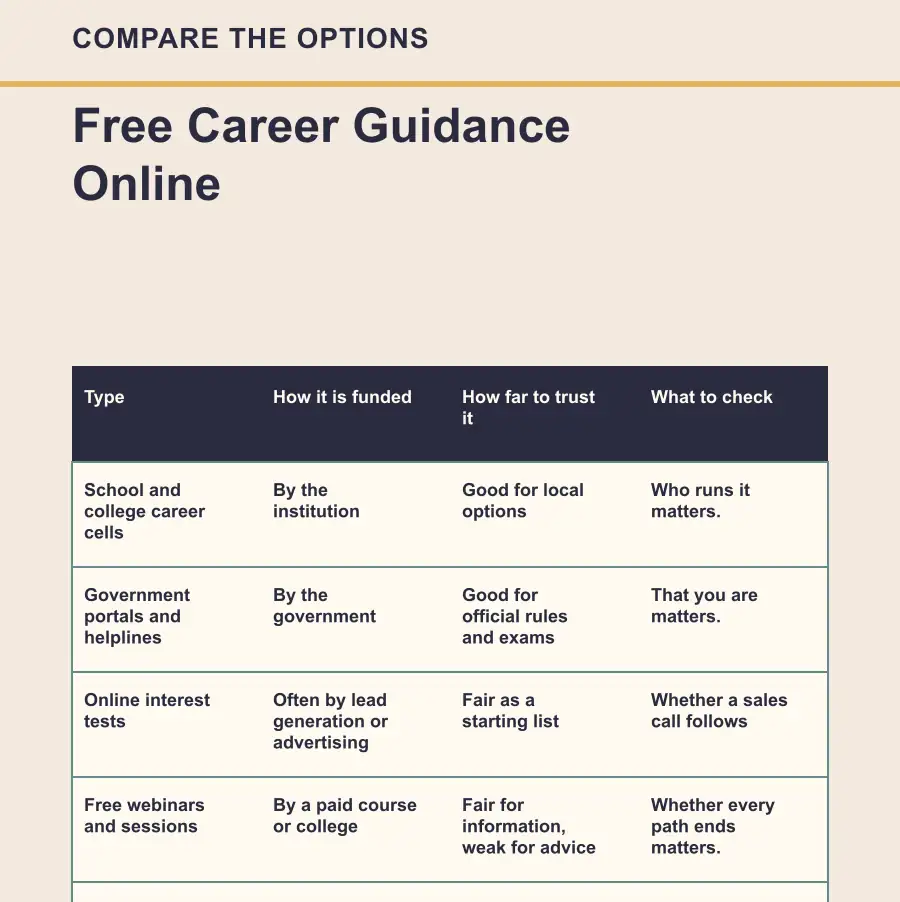 COMPARE THE OPTIONS
Free Career Guidance
Online
Type
How it is funded
How far to trust
it
What to check
School and
college career
cells
By the
institution
Good for local
options
Who runs it
matters.
Government
portals and
helplines
By the
government
Good for
official rules
and exams
That you are
matters.
Online interest
tests
Often by lead
generation or
advertising
Fair as a
starting list
Whether a sales
call follows
Free webinars
and sessions
By a paid course
or college
Fair for
information,
weak for advice
Whether every
path ends
matters.